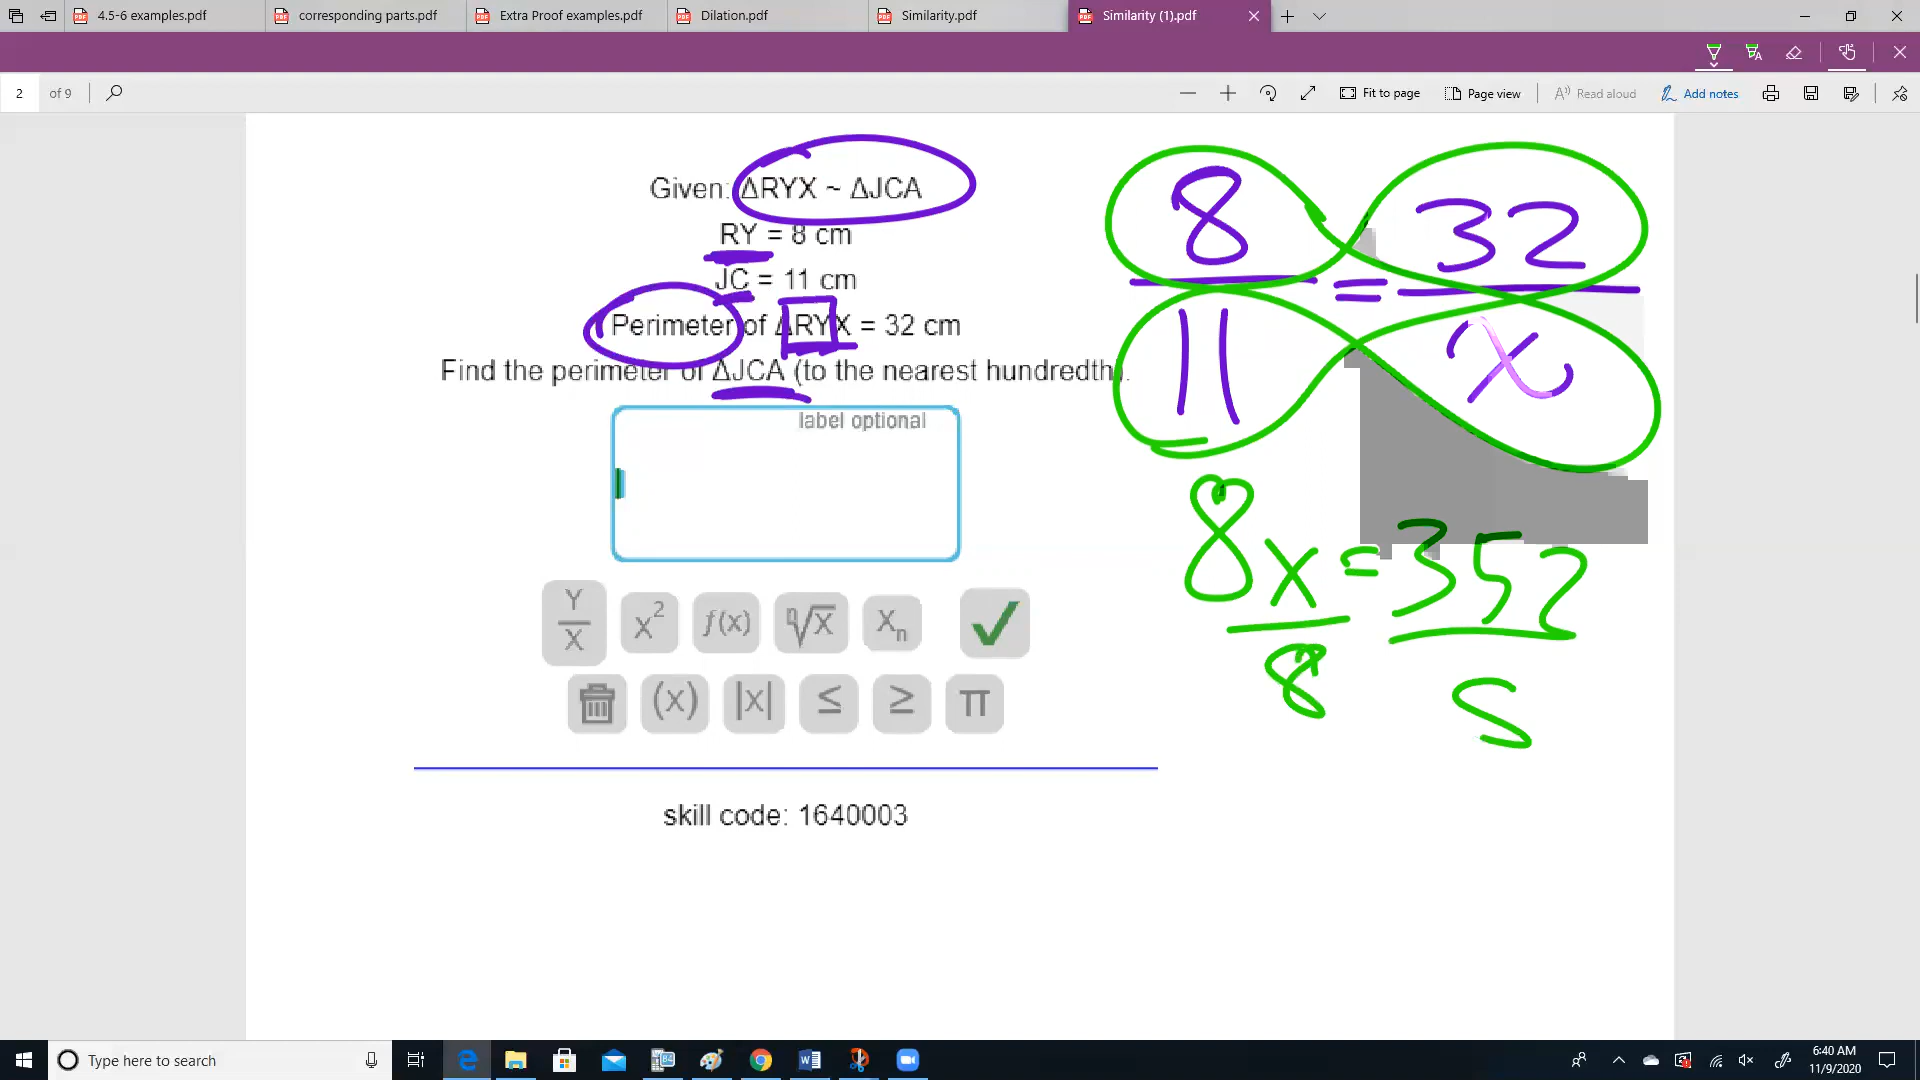 4.5-6 examples.pdf
corresponding parts.pdf
Extra Proof examples.pdf
Dilation.pdf
Similarity.pdf
Similarity (1).pdf
2 of 9
Fit to page
Page view
Read aloud
Add notes
Given: ΔRYX ~ ΔJCA
RY = 8 cm
JC = 11 cm
Perimeter of ΔRYX = 32 cm
Find the perimeter of ΔJCA (to the nearest hundredth).
label optional
8 = 32
11 x
8x = 352
8
Y
X
x²
f(x)
ⁿ√x
Xₙ
(x)
|x|
≤
≥
π
skill code: 1640003
Type here to search
6:40 AM
11/9/2020